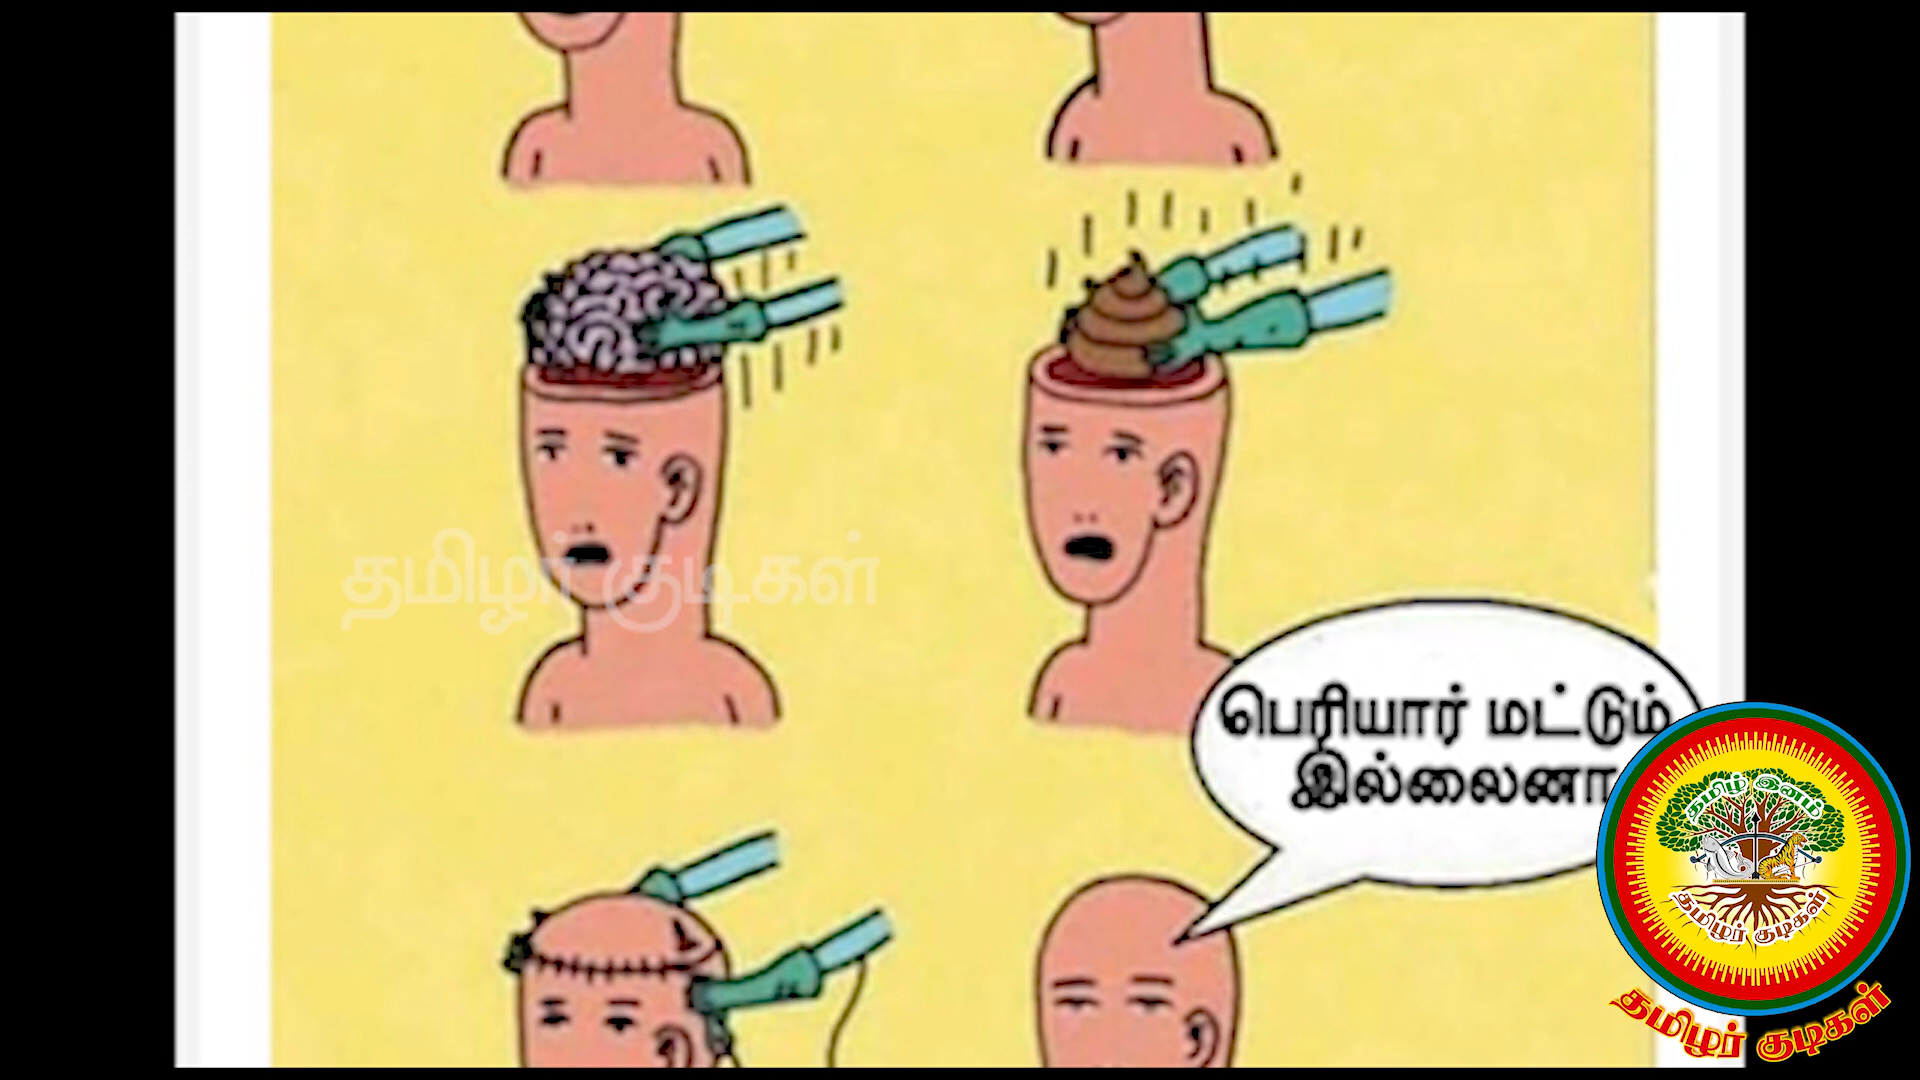 தமிழர் குடிகள்
பெரியார் மட்டும்
இல்லைனா
தமிழ் இனம்
தமிழர் குடிகள்
தமிழர் குடிகள்